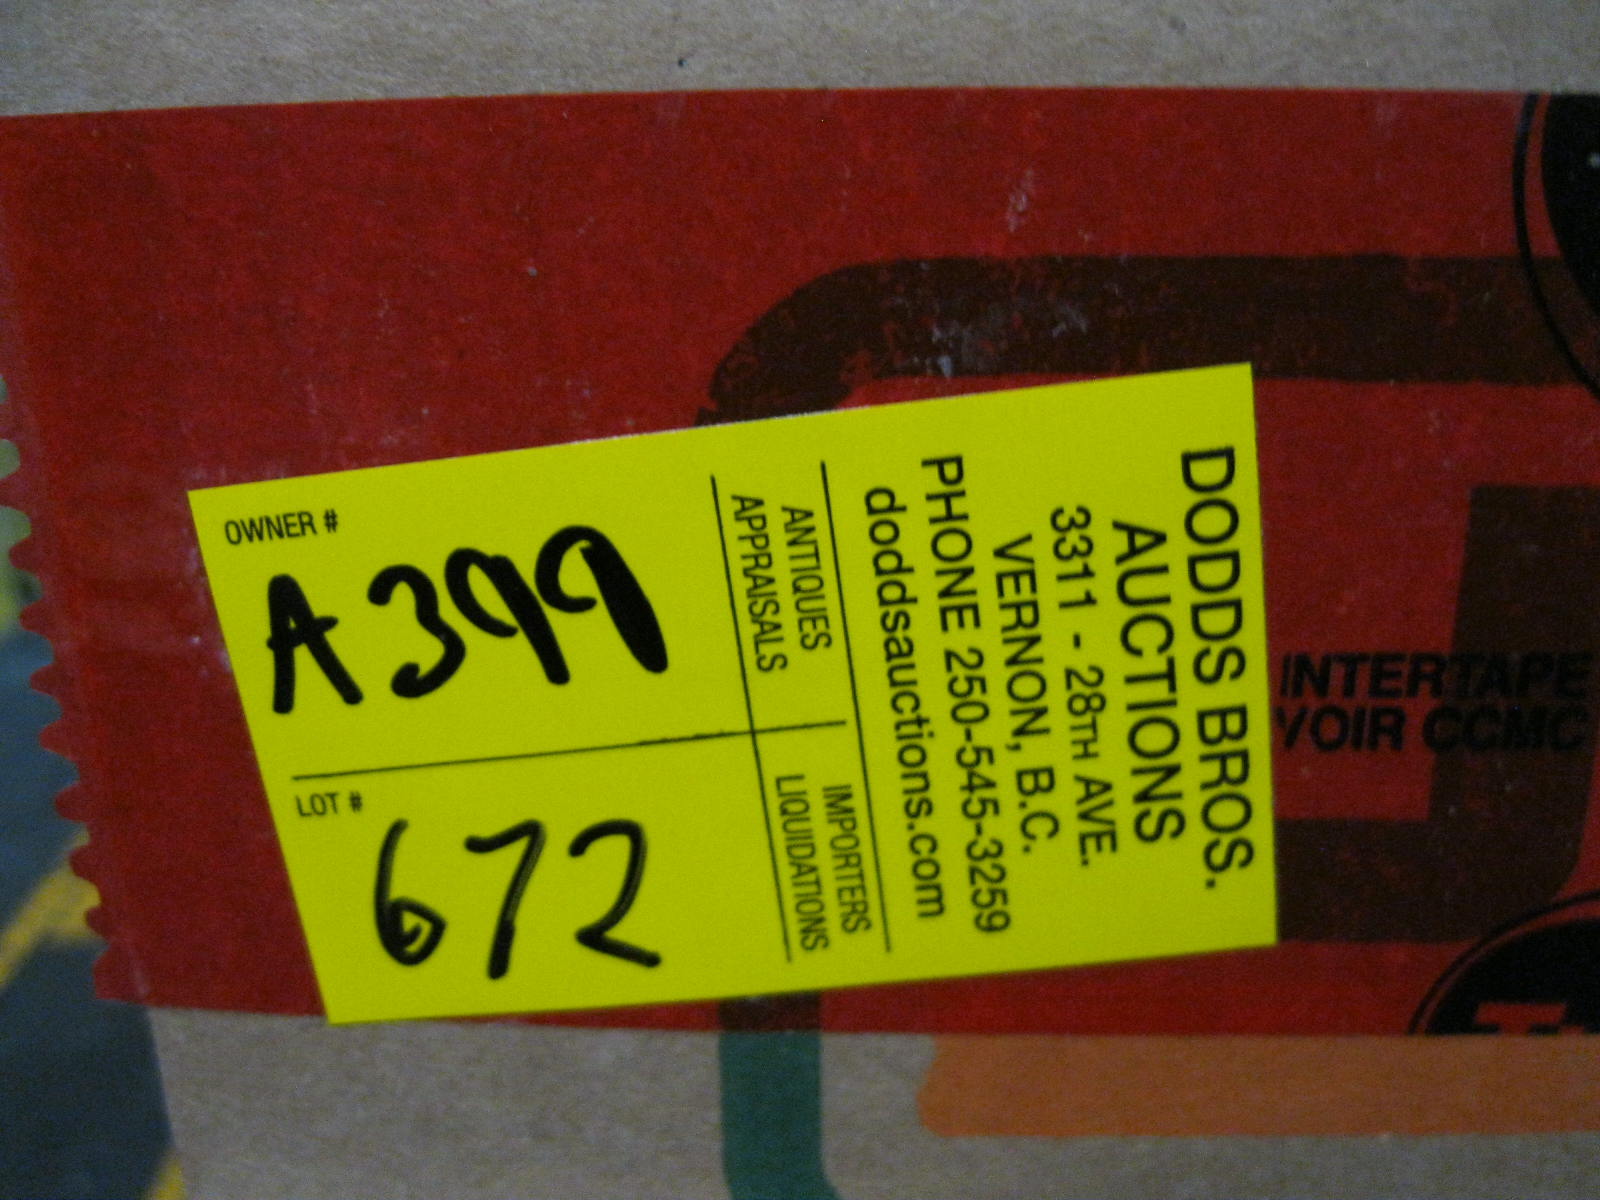 OWNER #
A399
LOT #
672
ANTIQUES
APPRAISALS
IMPORTERS
LIQUIDATIONS
DODDS BROS.
AUCTIONS
3311 - 28TH AVE.
VERNON, B.C.
PHONE 250-545-3259
doddsauctions.com
INTERTAPE
VOIR CCMC